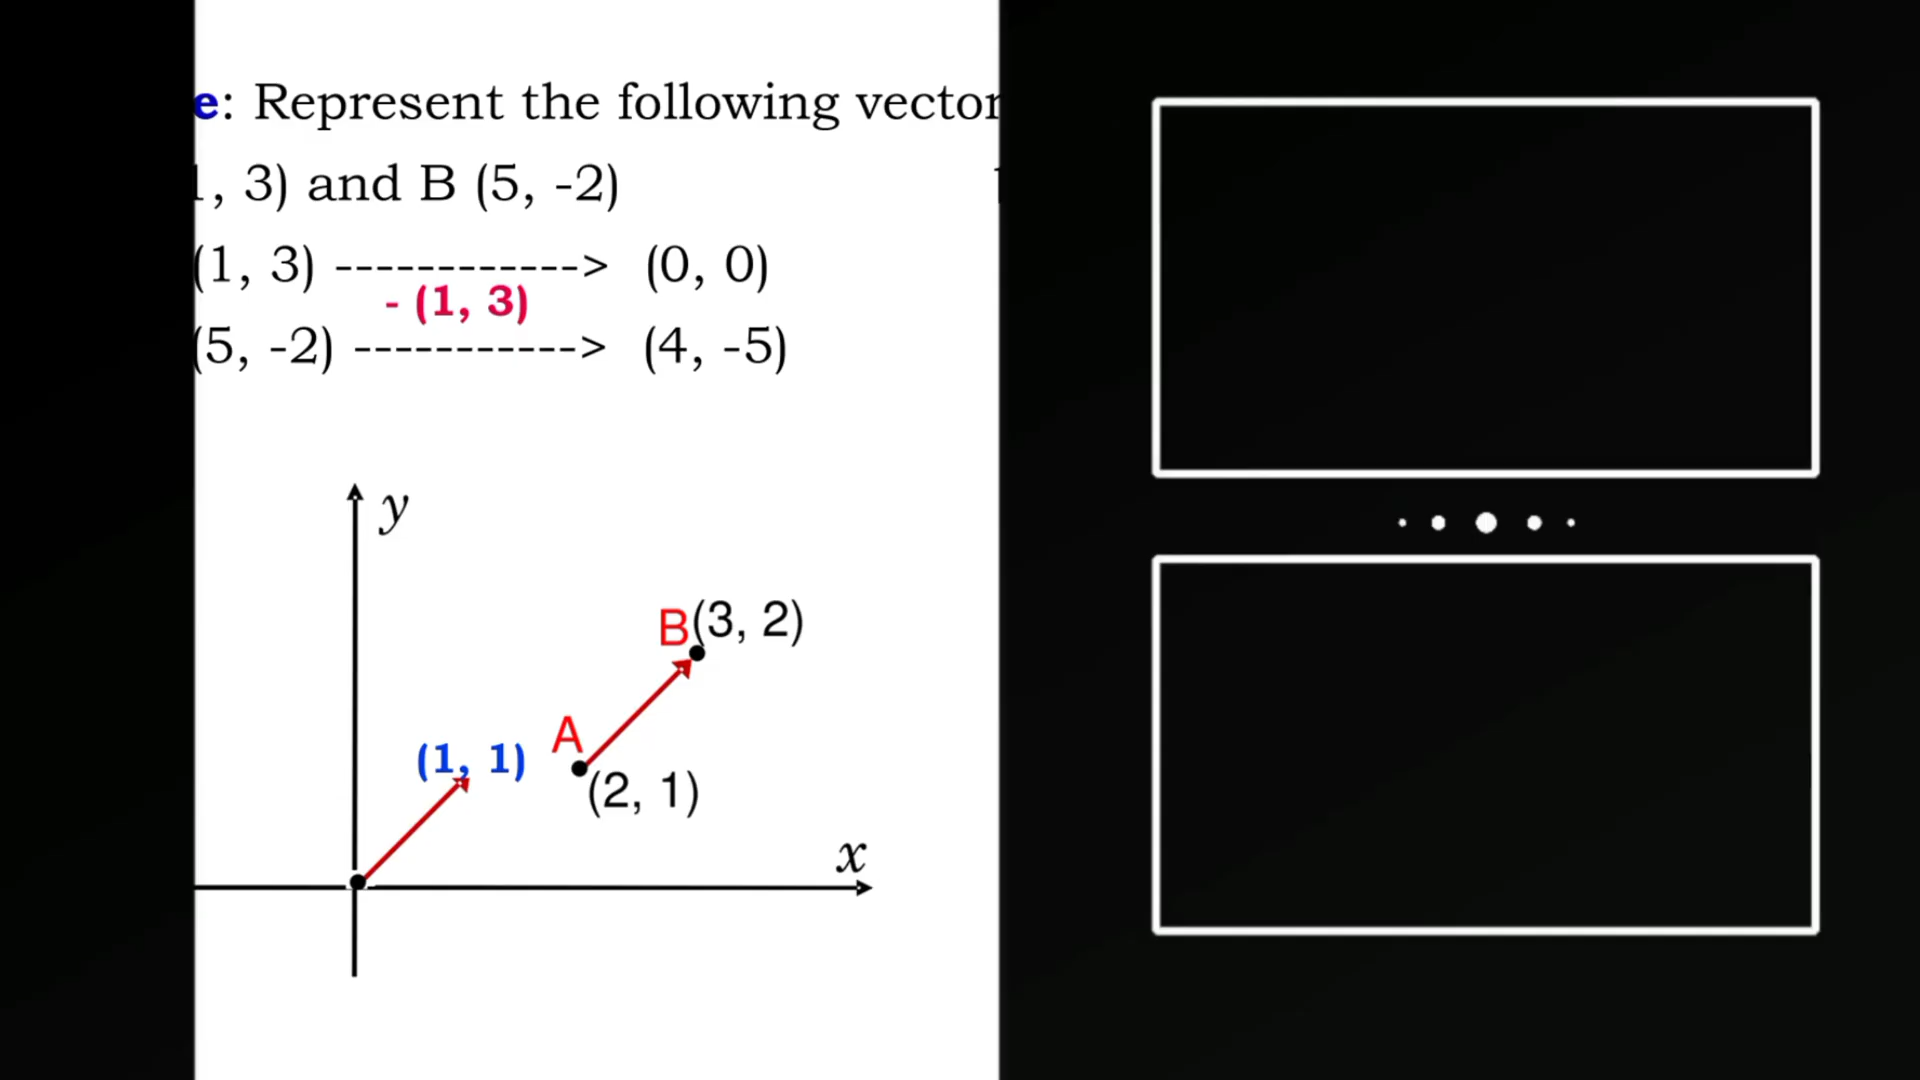 e: Represent the following vector
1, 3) and B (5, -2)
(1, 3) ------------> (0, 0)
- (1, 3)
(5, -2) -----------> (4, -5)
y
B(3, 2)
A
(1, 1)
(2, 1)
x